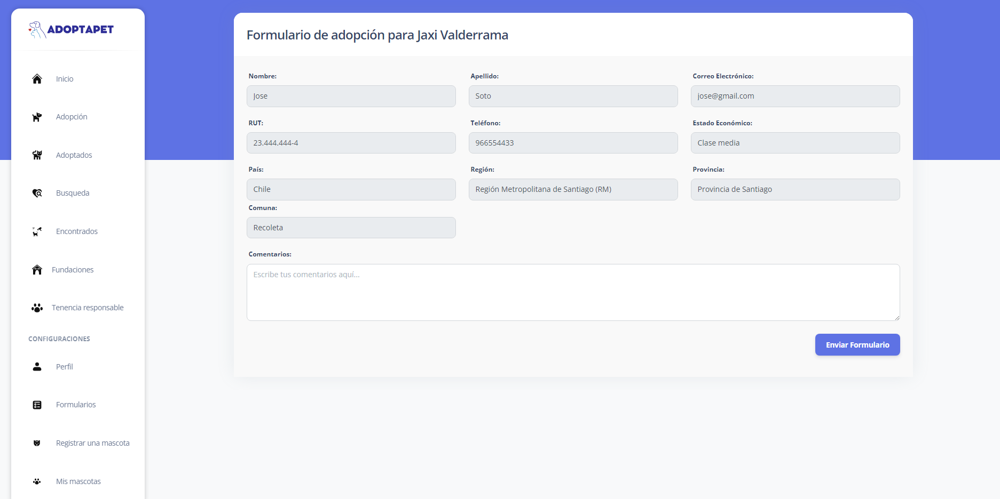 ADOPTAPET
Inicio
Adopción
Adoptados
Busqueda
Encontrados
Fundaciones
Tenencia responsable
CONFIGURACIONES
Perfil
Formularios
Registrar una mascota
Mis mascotas
Formulario de adopción para Jaxi Valderrama
Nombre: Apellido: Correo Electrónico:
Jose Soto jose@gmail.com
RUT: Teléfono: Estado Económico:
23.444.444-4 966554433 Clase media
País: Región: Provincia:
Chile Región Metropolitana de Santiago (RM) Provincia de Santiago
Comuna:
Recoleta
Comentarios:
Escribe tus comentarios aquí...
Enviar Formulario